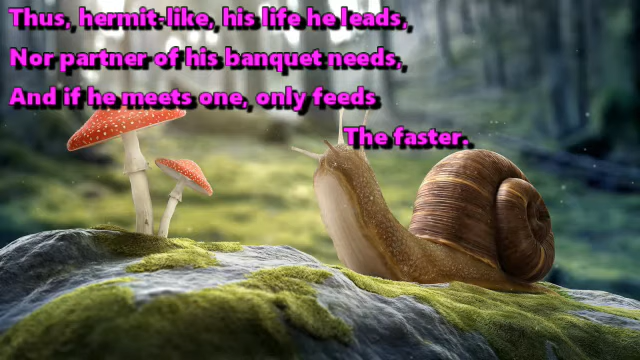 Thus, hermit-like, his life he leads,
Nor partner of his banquet needs,
And if he meets one, only feeds
The faster.